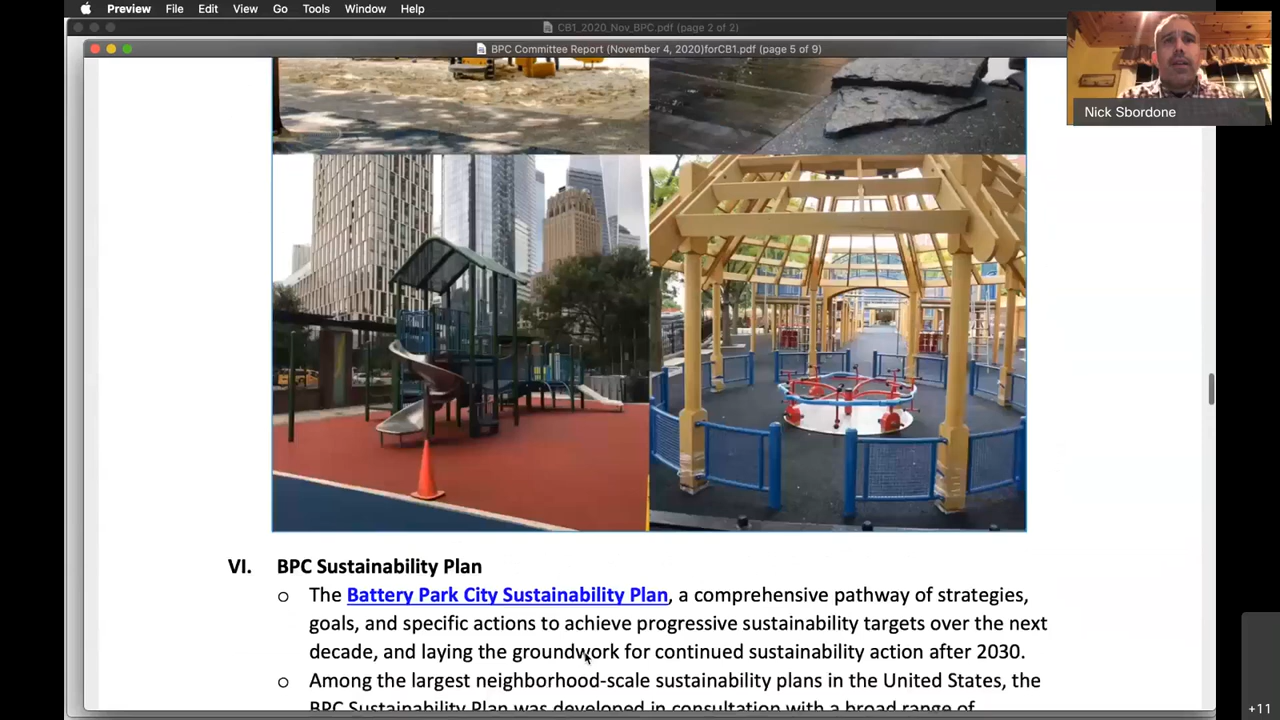 Preview File Edit View Go Tools Window Help
CB1_2020_Nov_BPC.pdf (page 2 of 2)
BPC Committee Report (November 4, 2020)forCB1.pdf (page 5 of 9)
Nick Sbordone
VI. BPC Sustainability Plan
o The Battery Park City Sustainability Plan, a comprehensive pathway of strategies,
goals, and specific actions to achieve progressive sustainability targets over the next
decade, and laying the groundwork for continued sustainability action after 2030.
o Among the largest neighborhood-scale sustainability plans in the United States, the
BPC Sustainability Plan was developed in consultation with a broad range of
+11